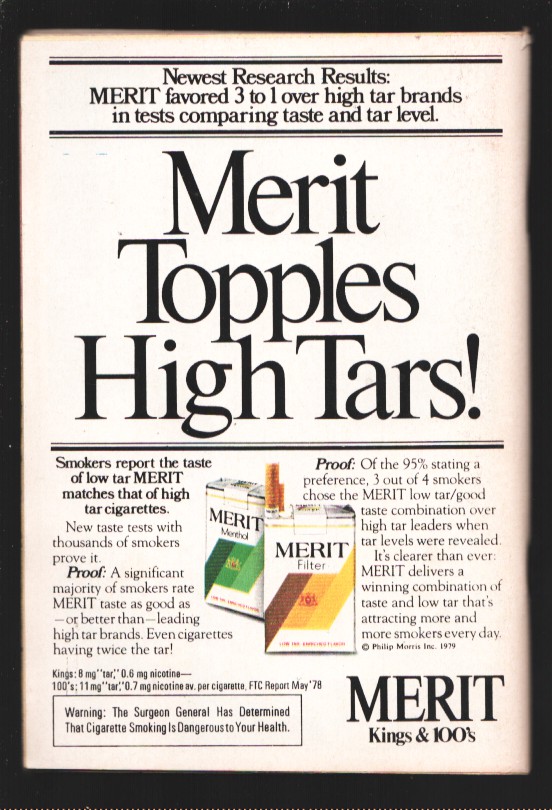 Newest Research Results:
MERIT favored 3 to 1 over high tar brands
in tests comparing taste and tar level.
Merit
Topples
High Tars!
Smokers report the taste
of low tar MERIT
matches that of high
tar cigarettes.
New taste tests with
thousands of smokers
prove it.
Proof: A significant
majority of smokers rate
MERIT taste as good as
—or better than—leading
high tar brands. Even cigarettes
having twice the tar!
MERIT
Menthol
LOW TAR-ENRICHED FLAVOR
MERIT
Filter
LOW TAR-ENRICHED FLAVOR
Proof: Of the 95% stating a
preference, 3 out of 4 smokers
chose the MERIT low tar/good
taste combination over
high tar leaders when
tar levels were revealed.
It's clearer than ever:
MERIT delivers a
winning combination of
taste and low tar that's
attracting more and
more smokers every day.
© Philip Morris Inc. 1979
Kings: 8 mg "tar," 0.6 mg nicotine—
100's: 11 mg "tar," 0.7 mg nicotine av. per cigarette, FTC Report May '78
Warning: The Surgeon General Has Determined
That Cigarette Smoking Is Dangerous to Your Health.
MERIT
Kings & 100's